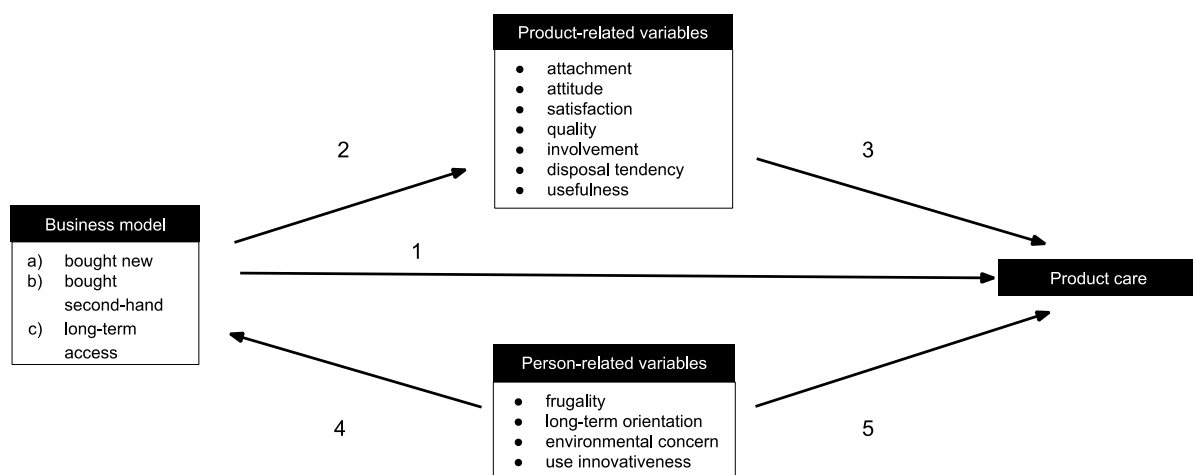 Product-related variables
● attachment
● attitude
● satisfaction
● quality
● involvement
● disposal tendency
● usefulness
2
3
Business model
a) bought new
b) bought
second-hand
c) long-term
access
1
Product care
Person-related variables
● frugality
● long-term orientation
● environmental concern
● use innovativeness
4
5